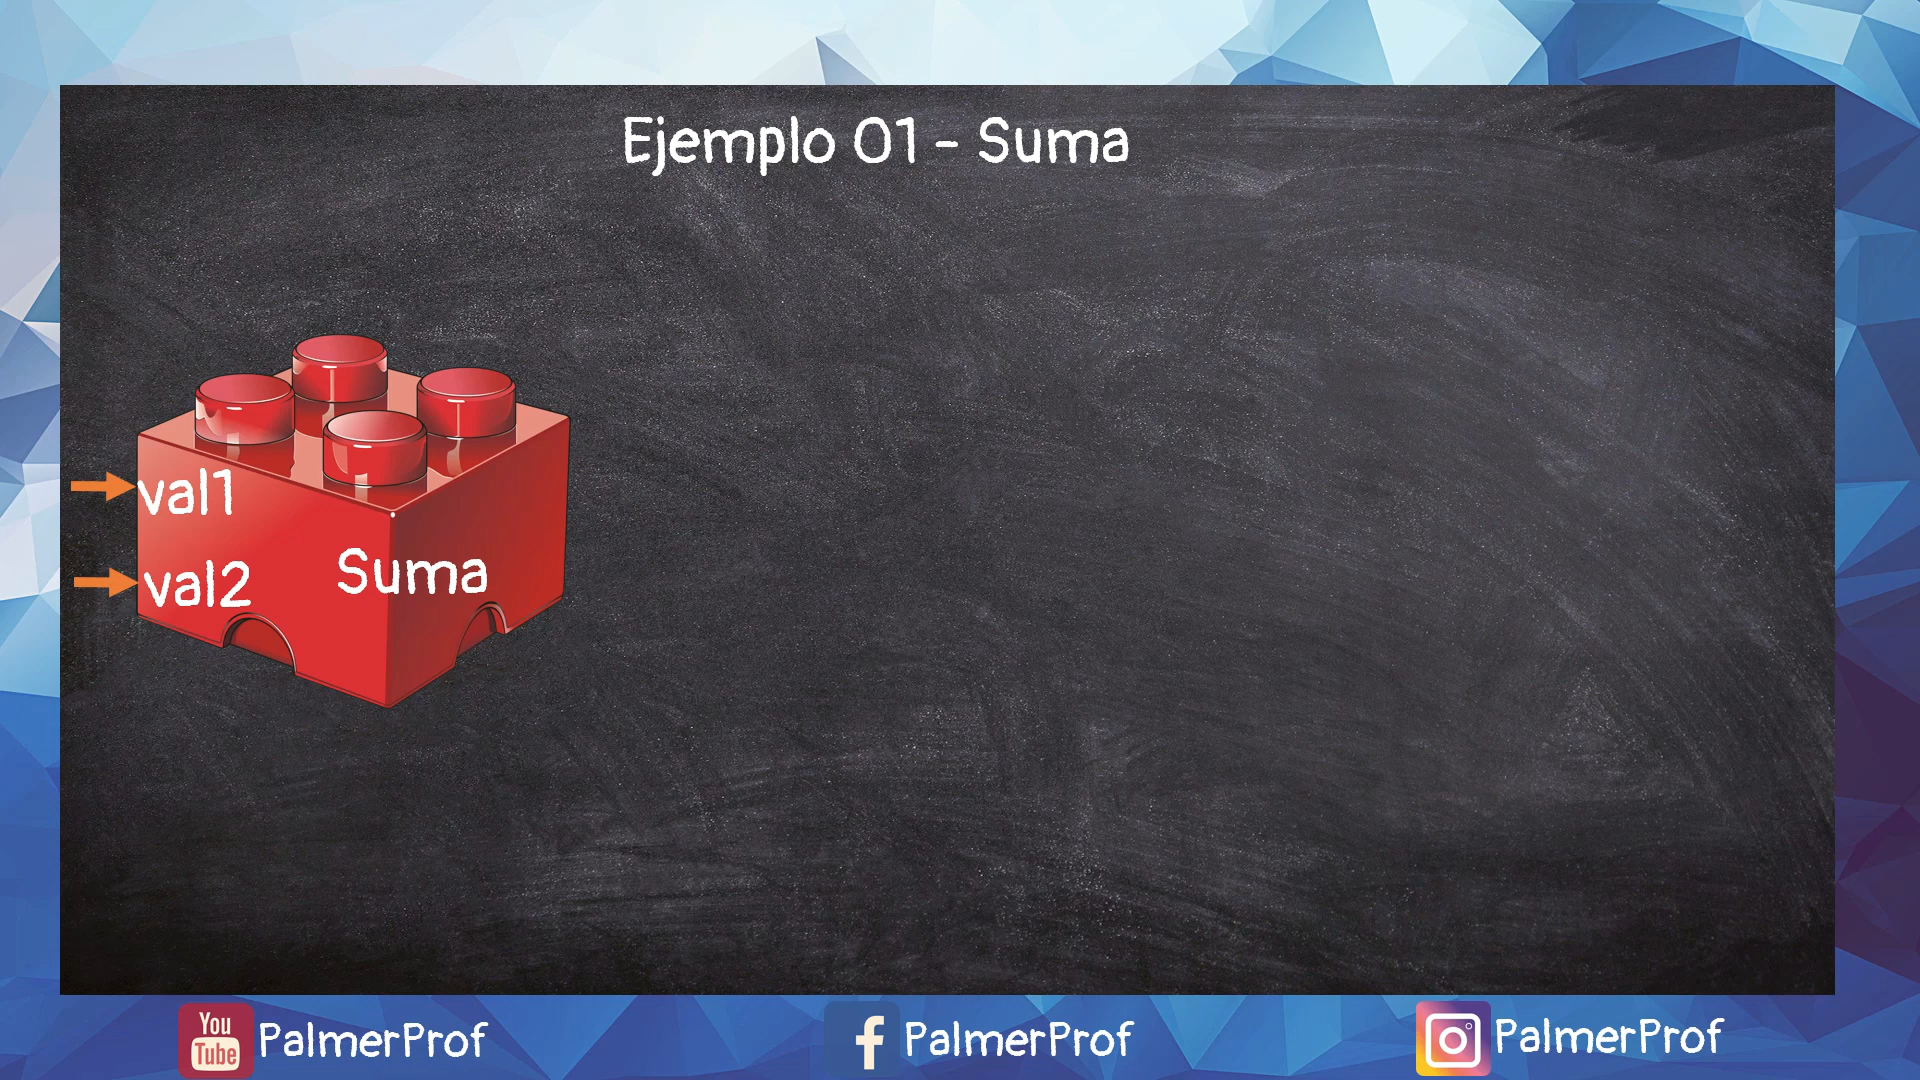 Ejemplo 01 - Suma
val1
val2
Suma
You
Tube
PalmerProf
f
PalmerProf
PalmerProf